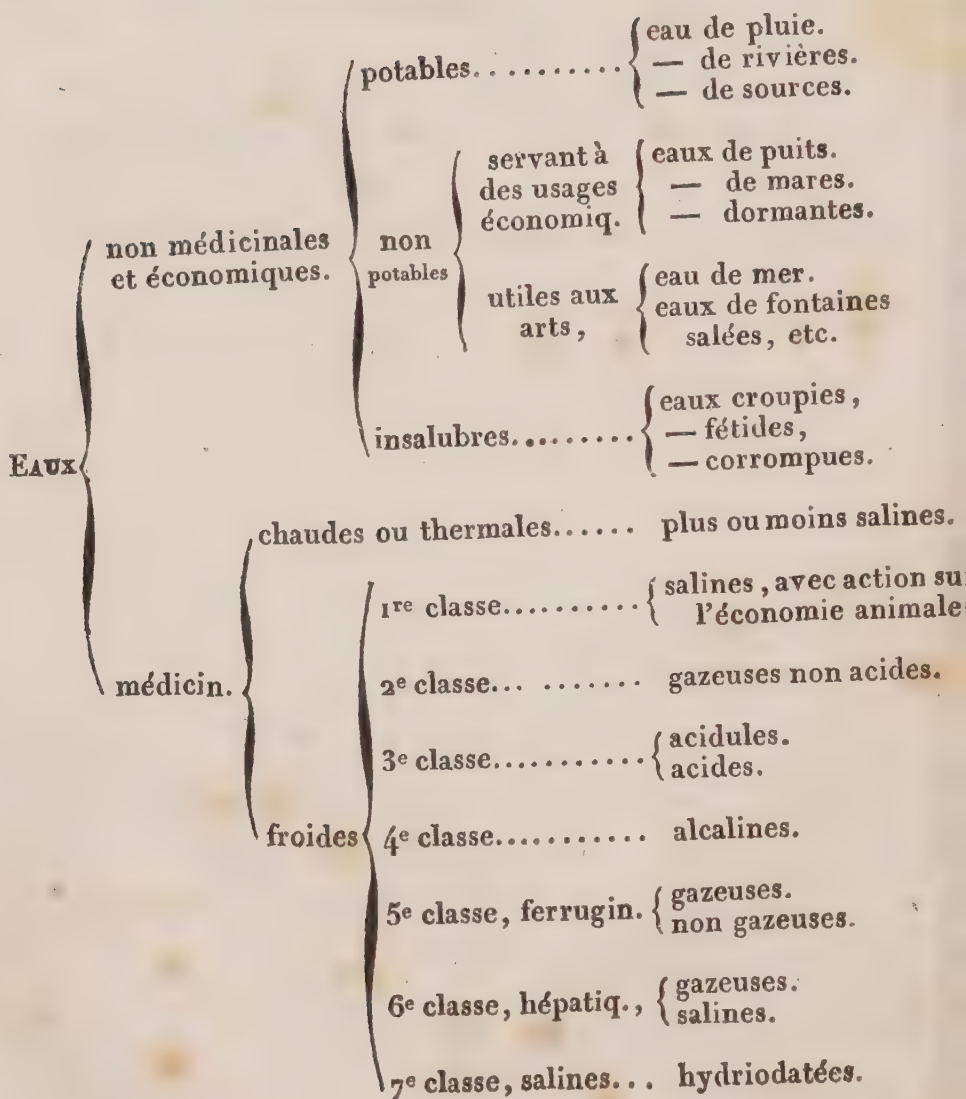 potables..........
eau de pluie.
— de rivières.
— de sources.
non médicinales
et économiques.
non
potables
servant à
des usages
économiq.
eaux de puits.
— de mares.
— dormantes.
utiles aux
arts,
eau de mer.
eaux de fontaines
salées, etc.
insalubres.........
eaux croupies,
— fétides,
— corrompues.
EAUX
chaudes ou thermales...... plus ou moins salines.
médicin.
froides
1re classe.......... salines, avec action su
l'économie animale
2e classe... ....... gazeuses non acides.
3e classe...........
acidules.
acides.
4e classe........... alcalines.
5e classe, ferrugin.
gazeuses.
non gazeuses.
6e classe, hépatiq.,
gazeuses.
salines.
7e classe, salines... hydriodatées.